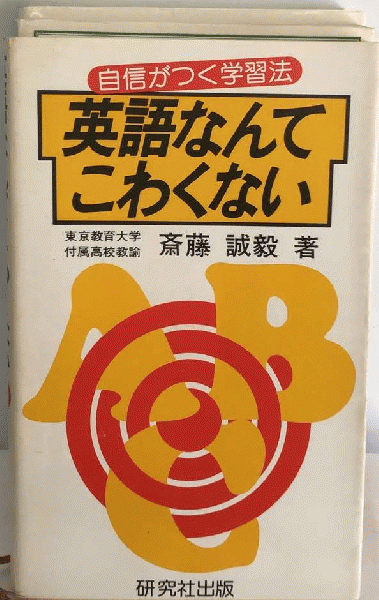 自信がつく学習法
英語なんて
こわくない
東京教育大学
付属高校教諭
斎藤 誠毅 著
ABC
研究社出版